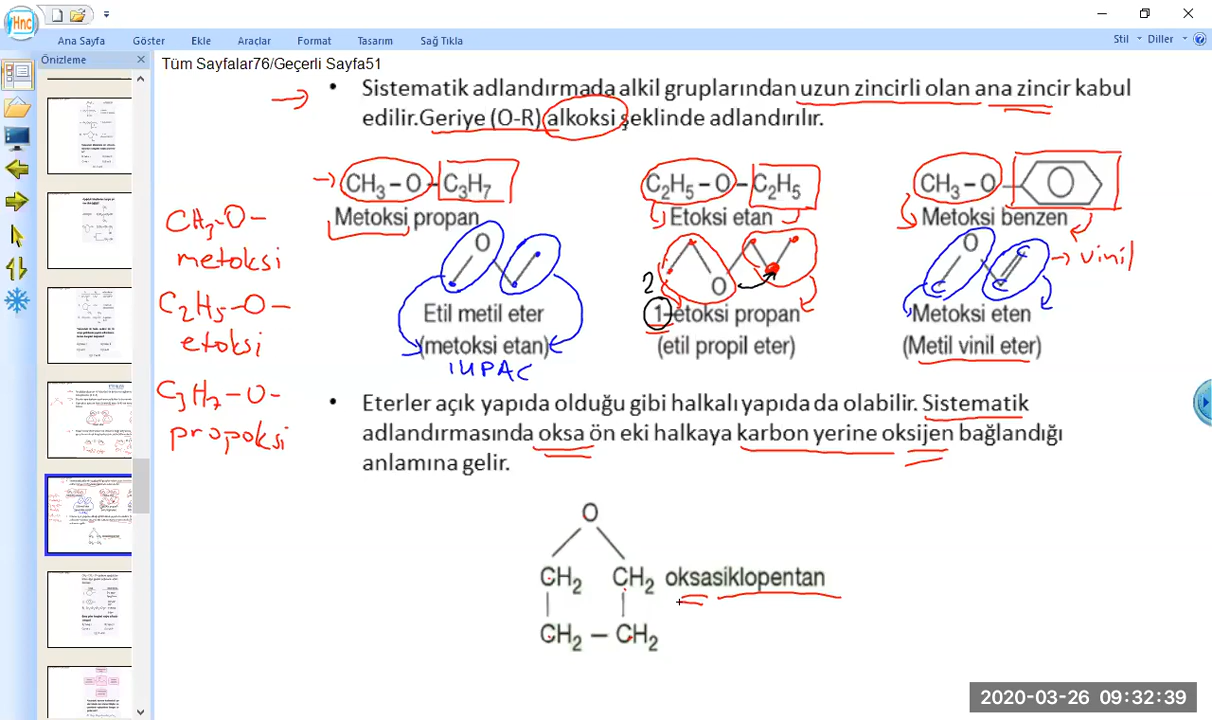 Hnc
Ana Sayfa Göster Ekle Araçlar Format Tasarım Sağ Tıkla Stil Diller
Önizleme
Tüm Sayfalar76/Geçerli Sayfa51
• Sistematik adlandırmada alkil gruplarından uzun zincirli olan ana zincir kabul
edilir.Geriye (O-R) alkoksi şeklinde adlandırılır.
CH₃ – O – C₃H₇ C₂H₅ – O – C₂H₅ CH₃ – O –
Metoksi propan Etoksi etan Metoksi benzen
CH₃–O–
metoksi
C₂H₅–O–
etoksi
C₃H₇–O–
propoksi
O O O
vinil
2
Etil metil eter 1-etoksi propan Metoksi eten
(metoksi etan) (etil propil eter) (Metil vinil eter)
IUPAC
• Eterler açık yapıda olduğu gibi halkalı yapıda da olabilir. Sistematik
adlandırmasında oksa ön eki halkaya karbon yerine oksijen bağlandığı
anlamına gelir.
O
CH₂ CH₂ oksasiklopentan
CH₂ – CH₂
2020-03-26 09:32:39